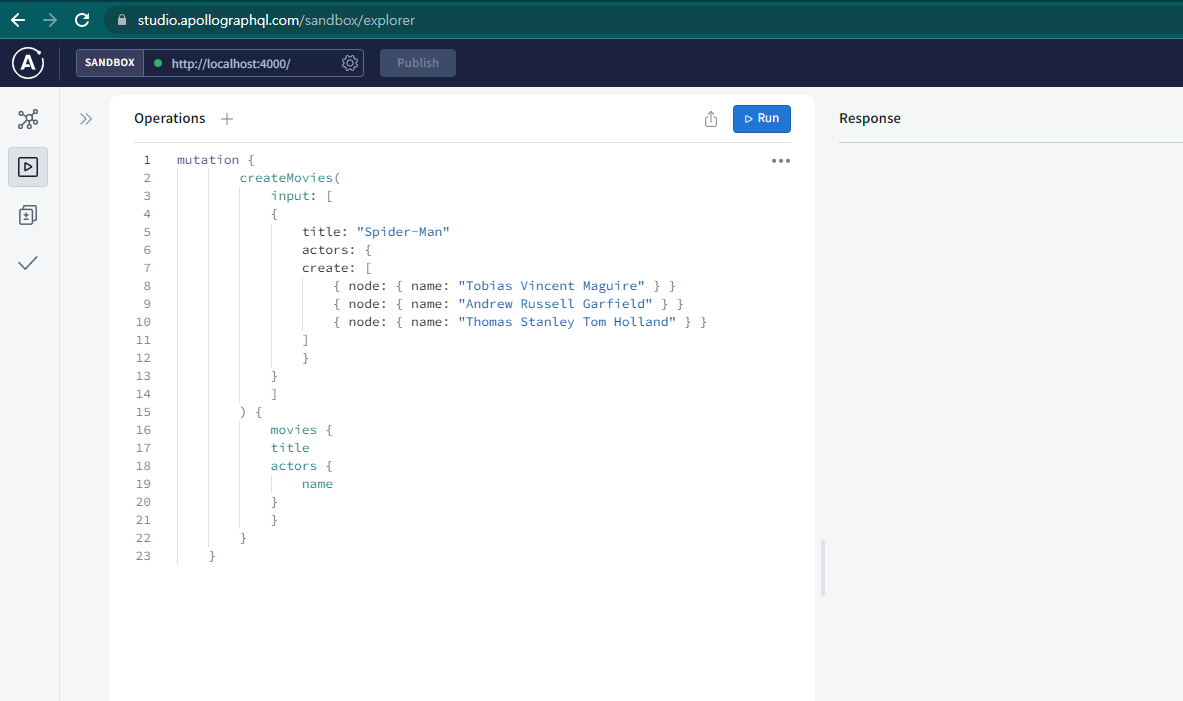 studio.apollographql.com/sandbox/explorer
A SANDBOX http://localhost:4000/ Publish
Operations + Run Response
1 mutation {
2 createMovies(
3 input: [
4 {
5 title: "Spider-Man"
6 actors: {
7 create: [
8 { node: { name: "Tobias Vincent Maguire" } }
9 { node: { name: "Andrew Russell Garfield" } }
10 { node: { name: "Thomas Stanley Tom Holland" } }
11 ]
12 }
13 }
14 ]
15 ) {
16 movies {
17 title
18 actors {
19 name
20 }
21 }
22 }
23 }